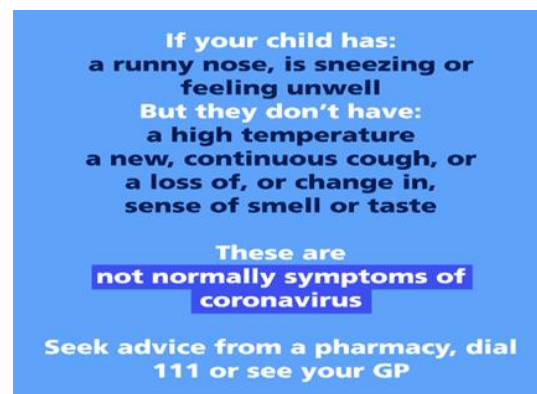 If your child has:
a runny nose, is sneezing or
feeling unwell
But they don't have:
a high temperature
a new, continuous cough, or
a loss of, or change in,
sense of smell or taste
These are
not normally symptoms of
coronavirus
Seek advice from a pharmacy, dial
111 or see your GP